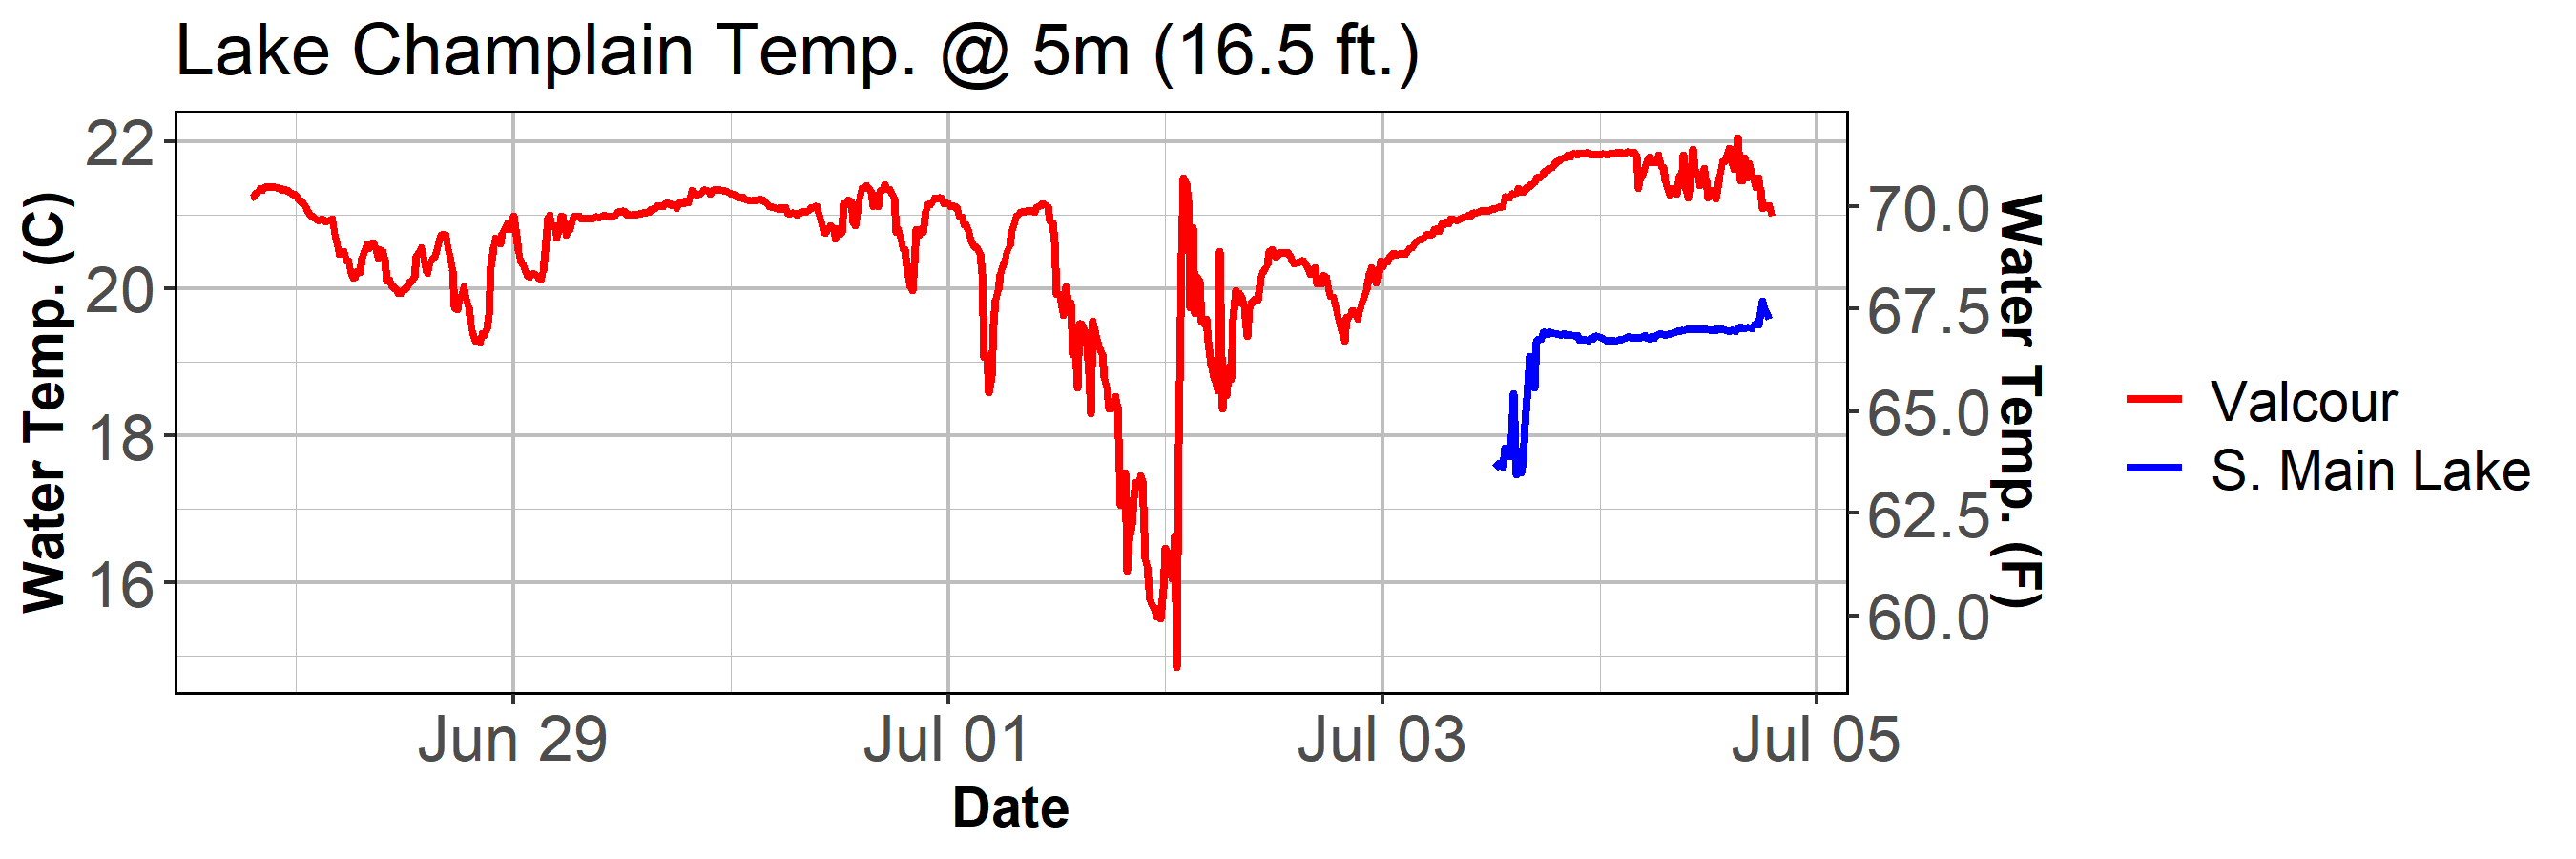 Lake Champlain Temp. @ 5m (16.5 ft.)
Water Temp. (C)
22
20
18
16
70.0
67.5
65.0
62.5
60.0
Water Temp. (F)
Valcour
S. Main Lake
Jun 29
Jul 01
Jul 03
Jul 05
Date